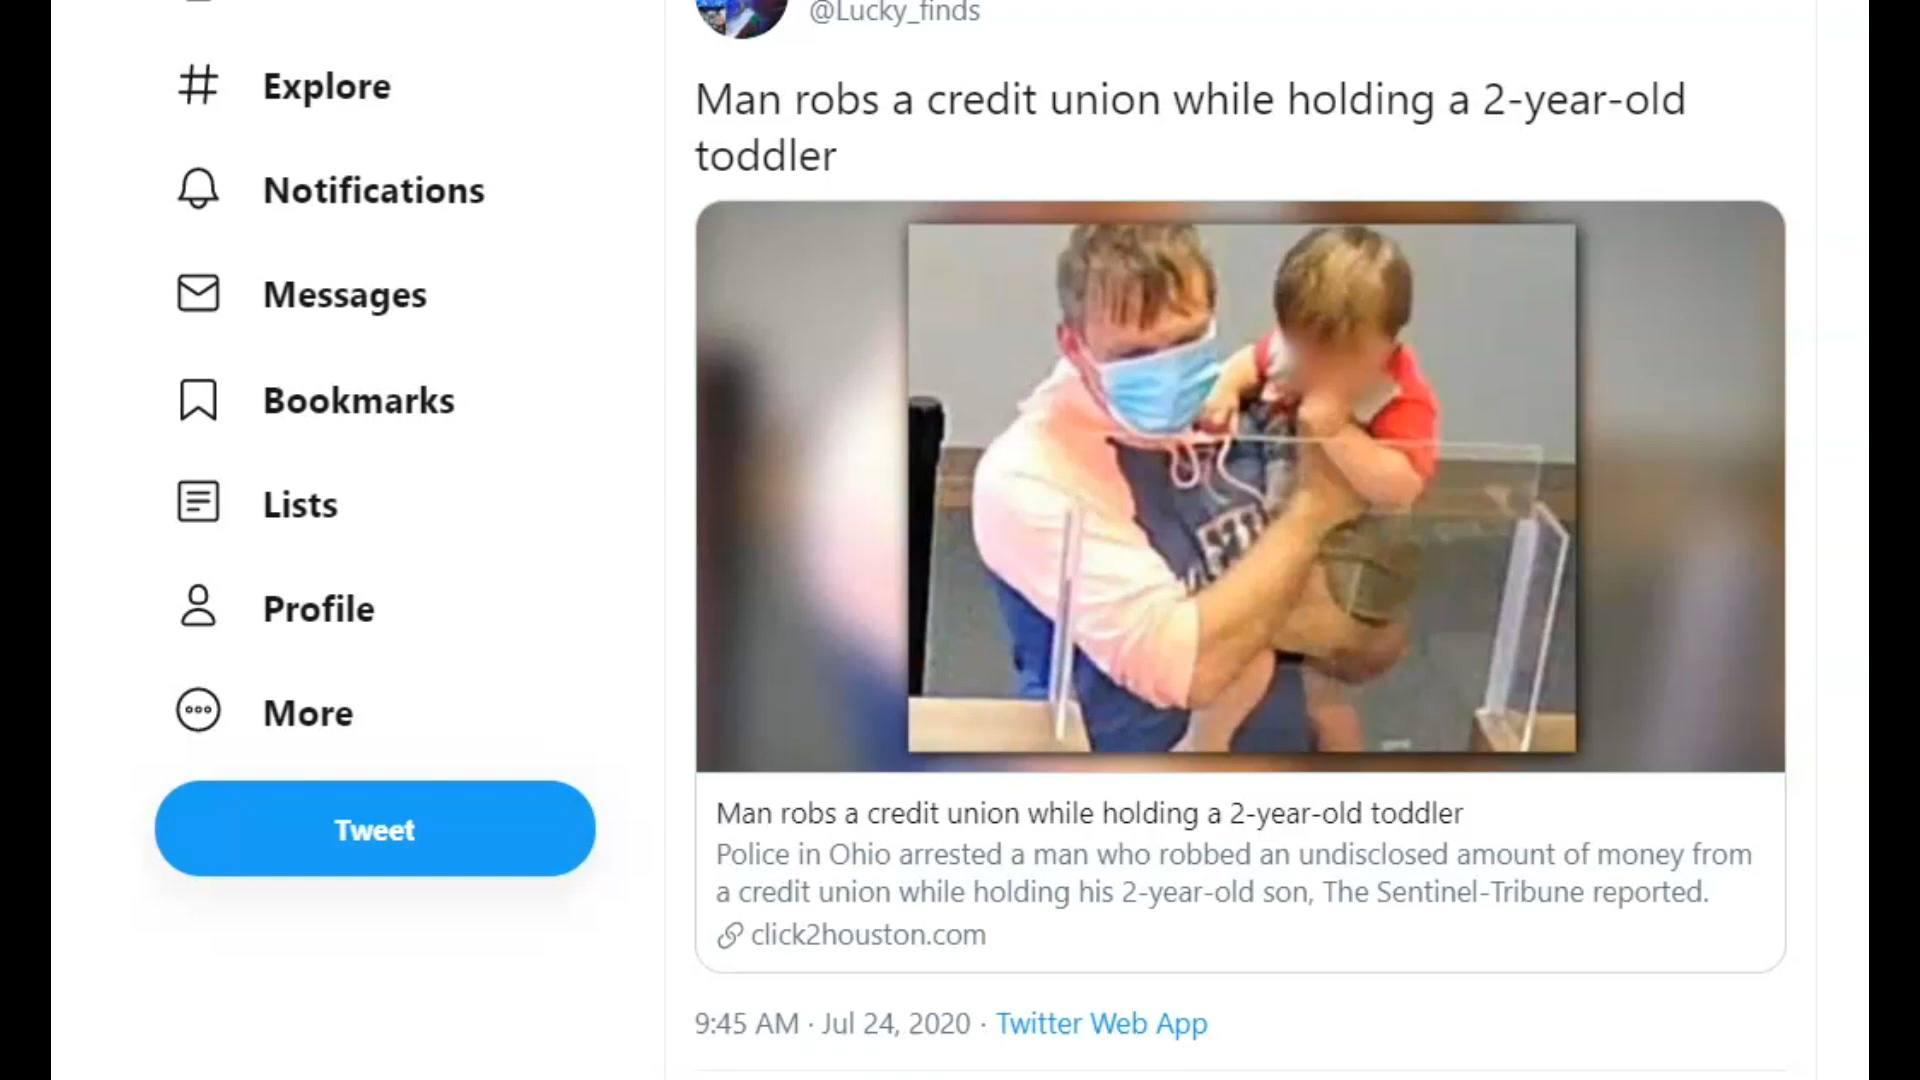 @Lucky_finds
Explore
Notifications
Messages
Bookmarks
Lists
Profile
More
Tweet
Man robs a credit union while holding a 2-year-old
toddler
Man robs a credit union while holding a 2-year-old toddler
Police in Ohio arrested a man who robbed an undisclosed amount of money from
a credit union while holding his 2-year-old son, The Sentinel-Tribune reported.
click2houston.com
9:45 AM · Jul 24, 2020 · Twitter Web App